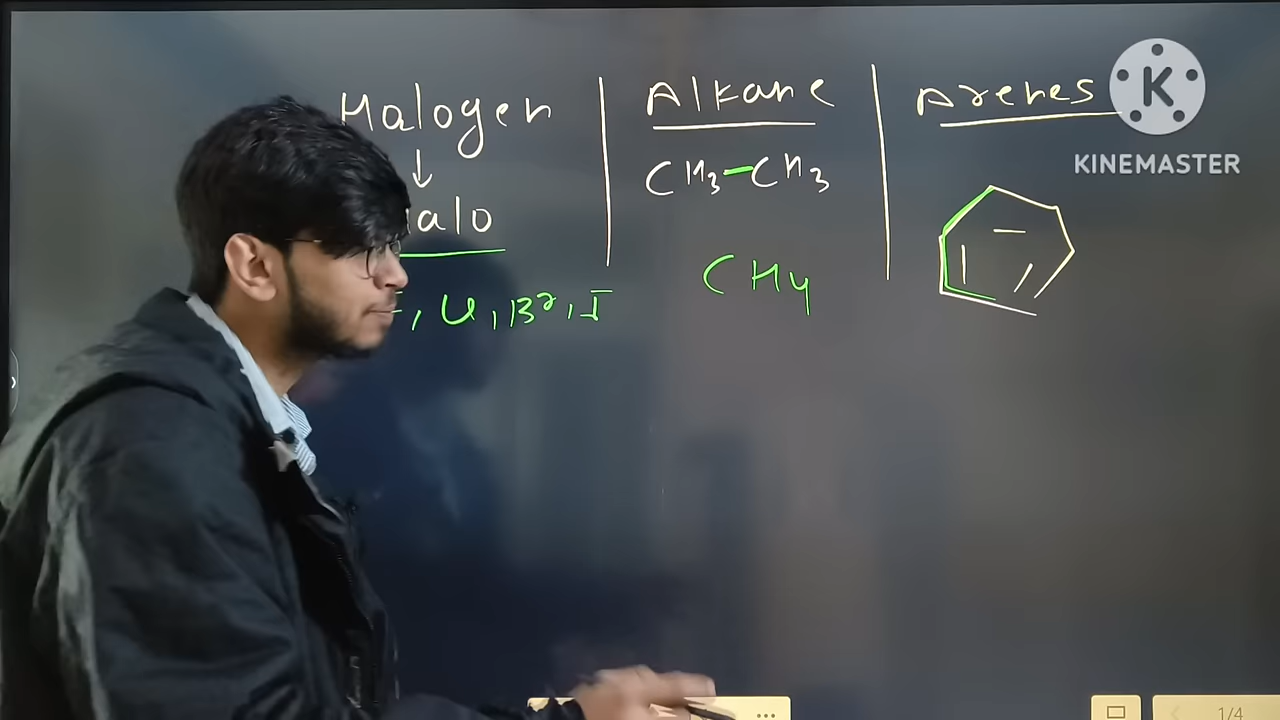 Halogen
↓
alo
, Cl, Br, I
Alkane
CH3-CH3
CH4
Arenes
KINEMASTER
1/4